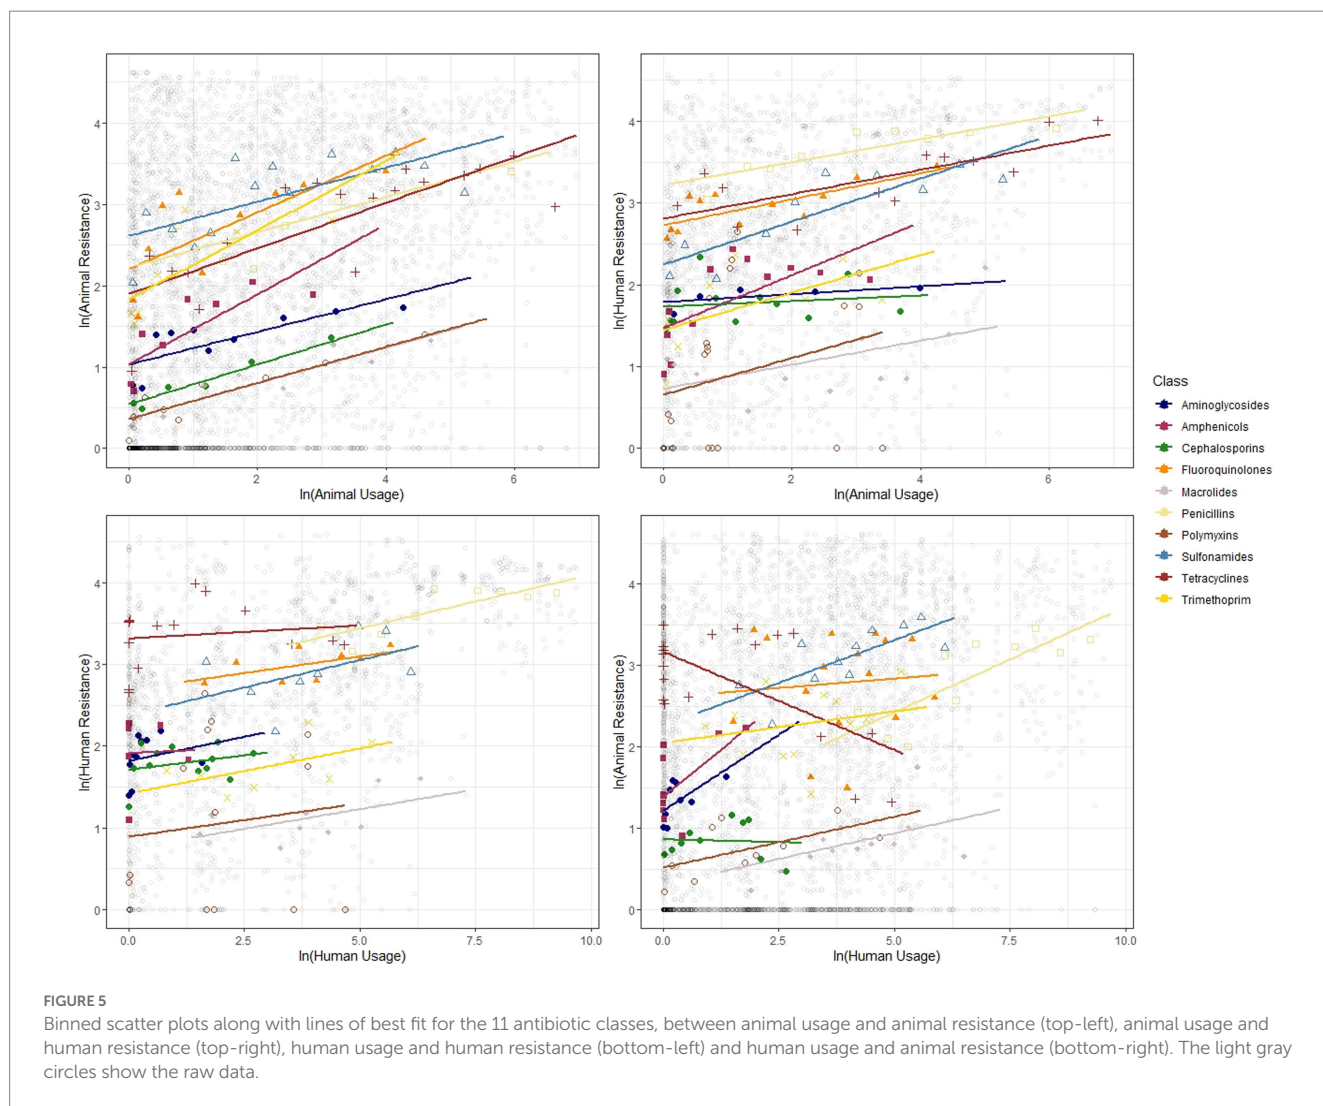 ln(Animal Resistance)
4
3
2
1
0
0 2 4 6
ln(Animal Usage)
ln(Human Resistance)
4
3
2
1
0
0 2 4 6
ln(Animal Usage)
ln(Human Resistance)
4
3
2
1
0
0.0 2.5 5.0 7.5 10.0
ln(Human Usage)
ln(Animal Resistance)
4
3
2
1
0
0.0 2.5 5.0 7.5 10.0
ln(Human Usage)
Class
Aminoglycosides
Amphenicols
Cephalosporins
Fluoroquinolones
Macrolides
Penicillins
Polymyxins
Sulfonamides
Tetracyclines
Trimethoprim
FIGURE 5
Binned scatter plots along with lines of best fit for the 11 antibiotic classes, between animal usage and animal resistance (top-left), animal usage and
human resistance (top-right), human usage and human resistance (bottom-left) and human usage and animal resistance (bottom-right). The light gray
circles show the raw data.